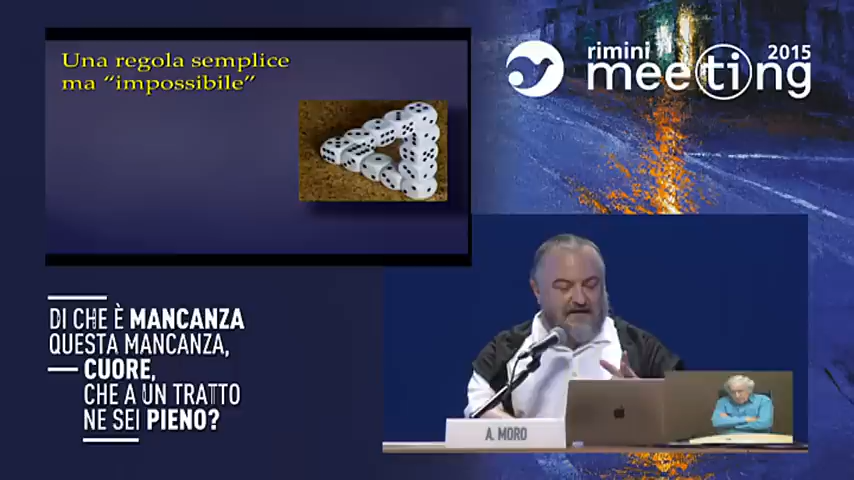 Una regola semplice
ma “impossibile”
rimini 2015
meeting
DI CHE È MANCANZA
QUESTA MANCANZA,
CUORE,
CHE A UN TRATTO
NE SEI PIENO?
A. MORO